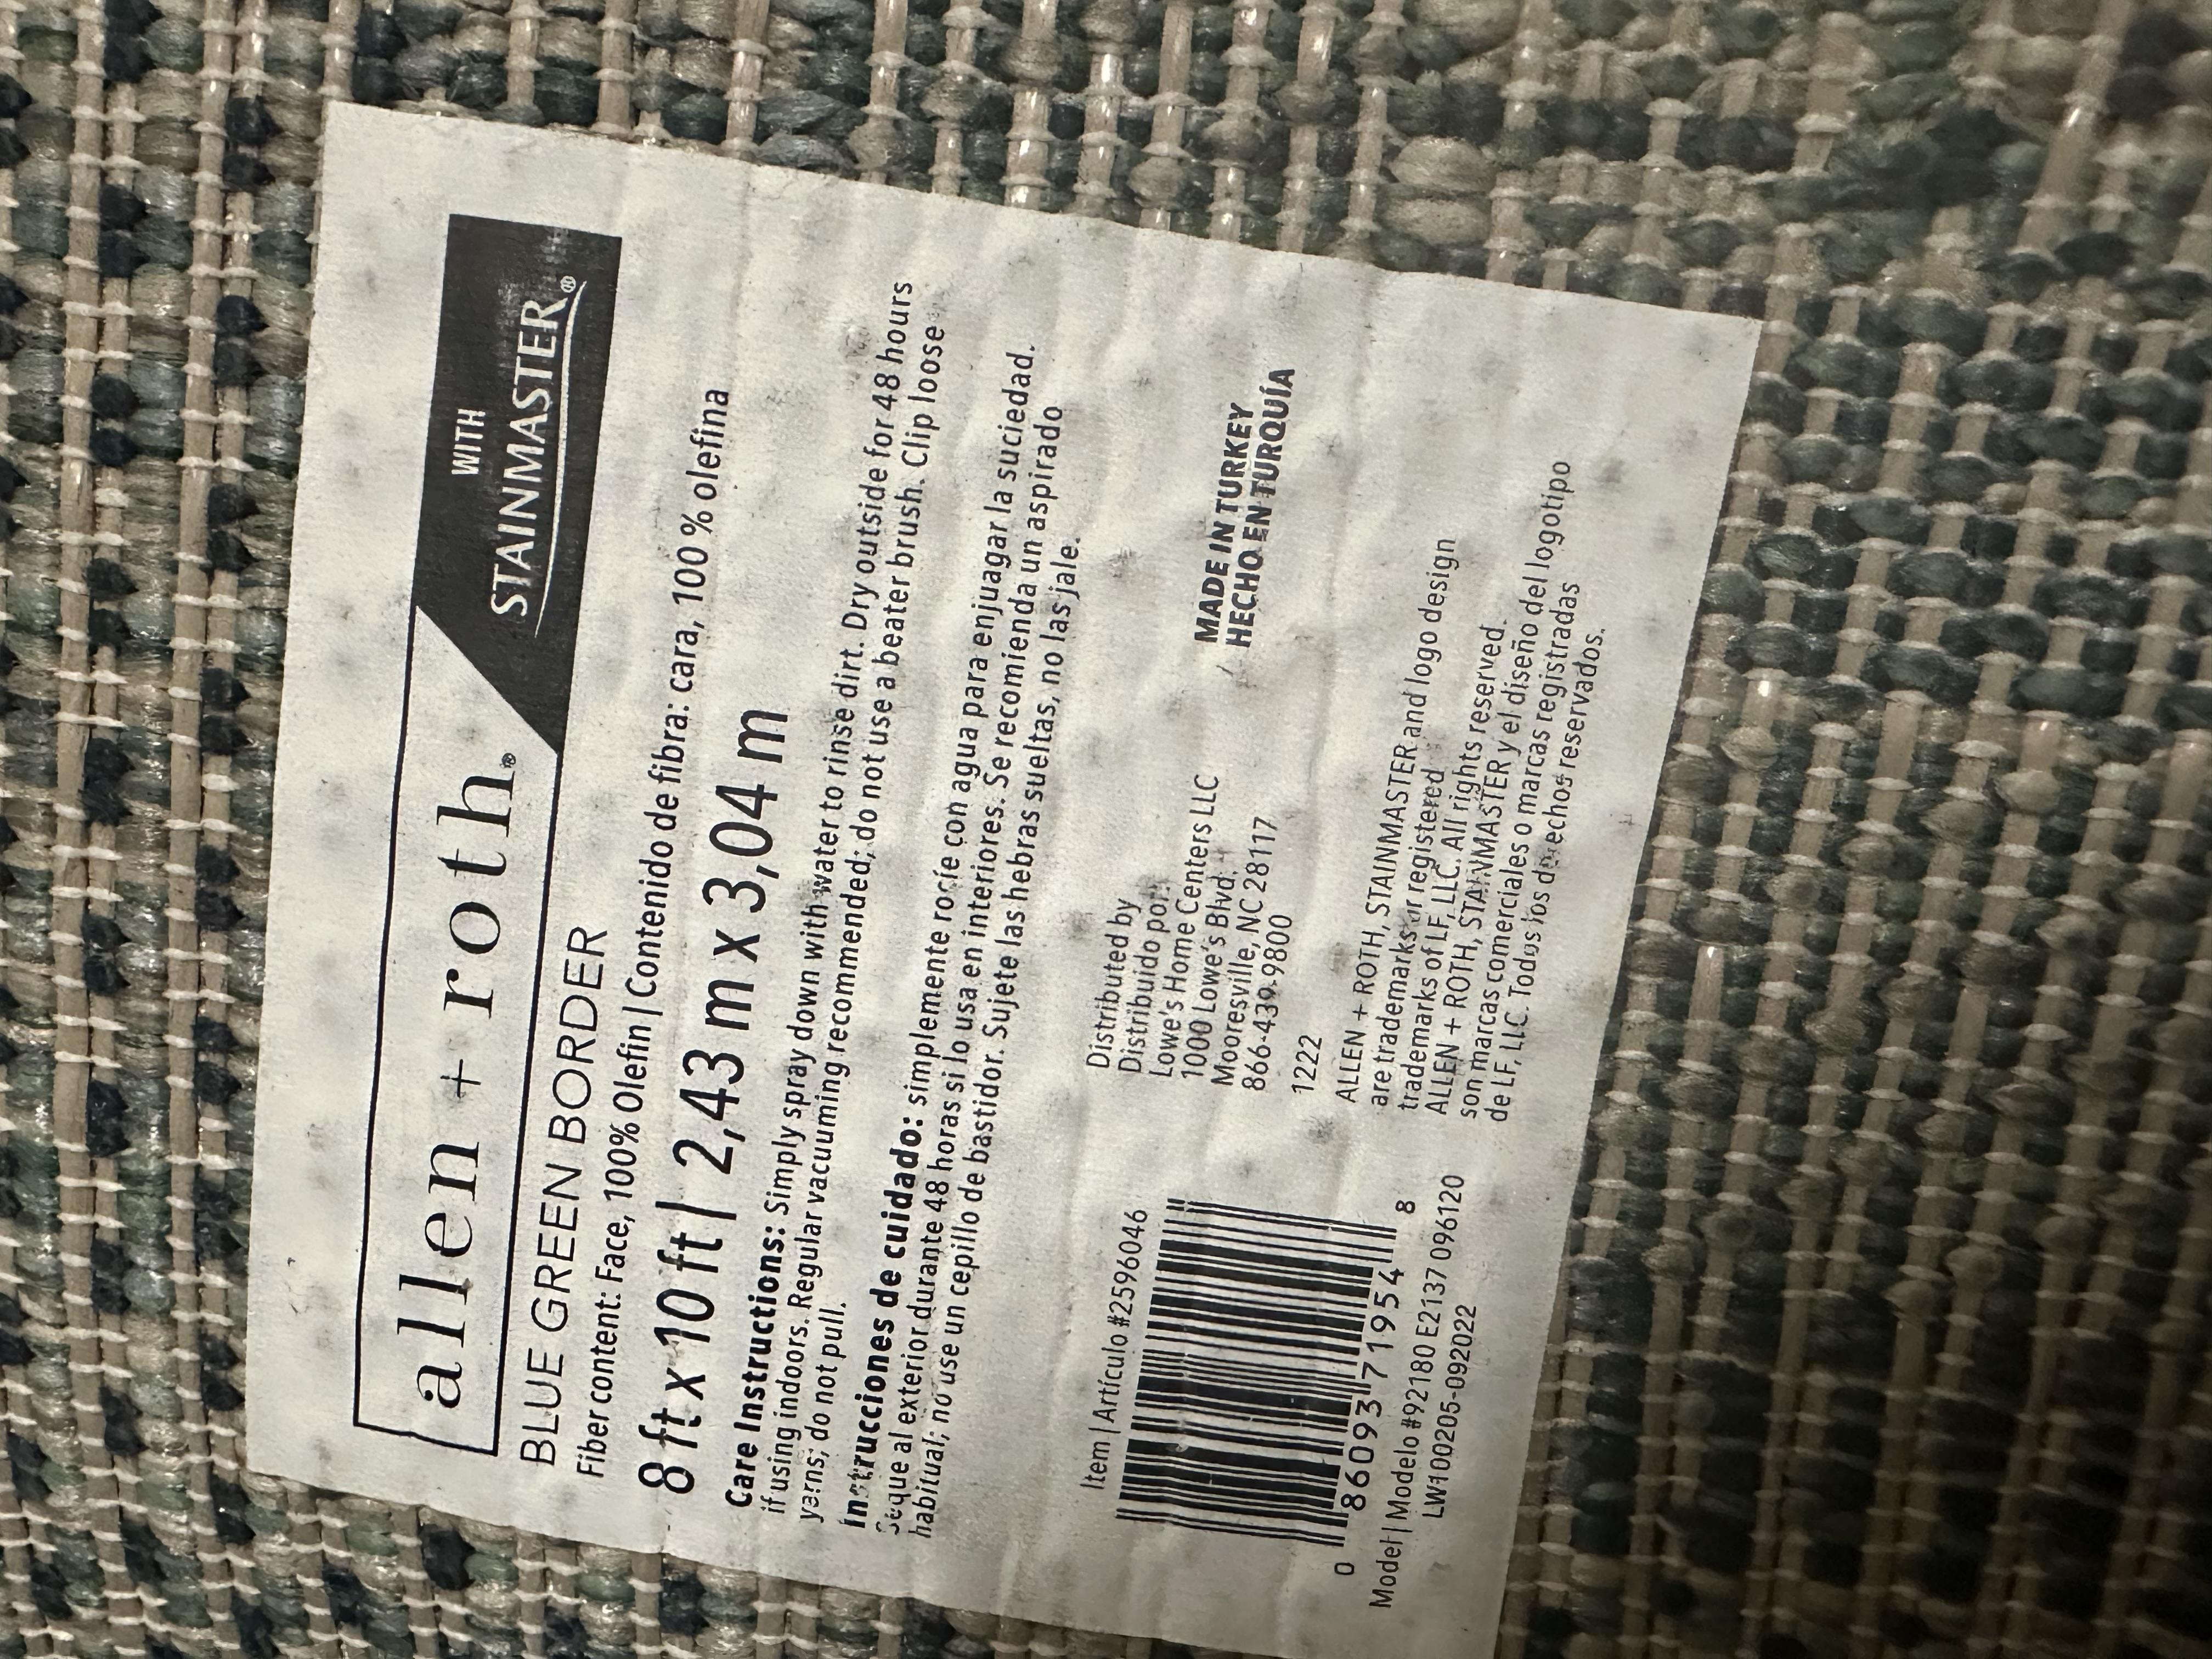 allen + roth®
WITH
STAINMASTER®
BLUE GREEN BORDER
Fiber content: Face, 100% Olefin | Contenido de fibra: cara, 100 % olefina
8 ft x 10 ft | 2,43 m x 3,04 m
Care Instructions: Simply spray down with water to rinse dirt. Dry outside for 48 hours
if using indoors. Regular vacuuming recommended; do not use a beater brush. Clip loose
yarns; do not pull.
Instrucciones de cuidado: simplemente rocíe con agua para enjuagar la suciedad.
Seque al exterior durante 48 horas si lo usa en interiores. Se recomienda un aspirado
habitual; no use un cepillo de bastidor. Sujete las hebras sueltas, no las jale.
Item | Artículo #25596046
0 86093 71954 8
Model | Modelo #92180 E2137 096120
LW100205-092022
Distributed by
Distribuido por:
Lowe's Home Centers LLC
1000 Lowe's Blvd.
Mooresville, NC 28117
866-439-9800
1222
MADE IN TURKEY
HECHO EN TURQUÍA
ALLEN + ROTH, STAINMASTER and logo design
are trademarks or registered
trademarks of LF, LLC. All rights reserved.
ALLEN + ROTH, STAINMASTER y el diseño del logotipo
son marcas comerciales o marcas registradas
de LF, LLC. Todos los derechos reservados.